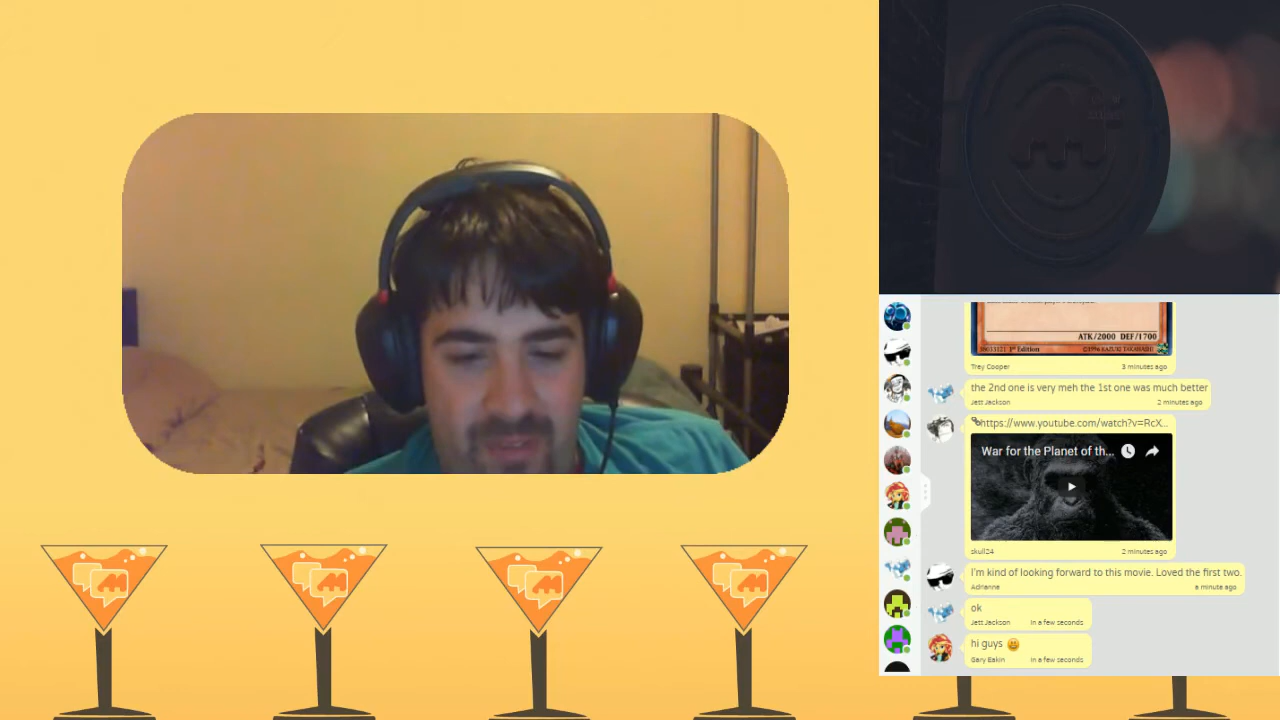 ATK/2000 DEF/1700
1st Edition
Trey Cooper 3 minutes ago
the 2nd one is very meh the 1st one was much better
Jett Jackson 2 minutes ago
https://www.youtube.com/watch?v=RcX...
War for the Planet of th...
skull24 2 minutes ago
I'm kind of looking forward to this movie. Loved the first two.
Adrianne a minute ago
ok
Jett Jackson in a few seconds
hi guys 😀
Gary Eakin in a few seconds